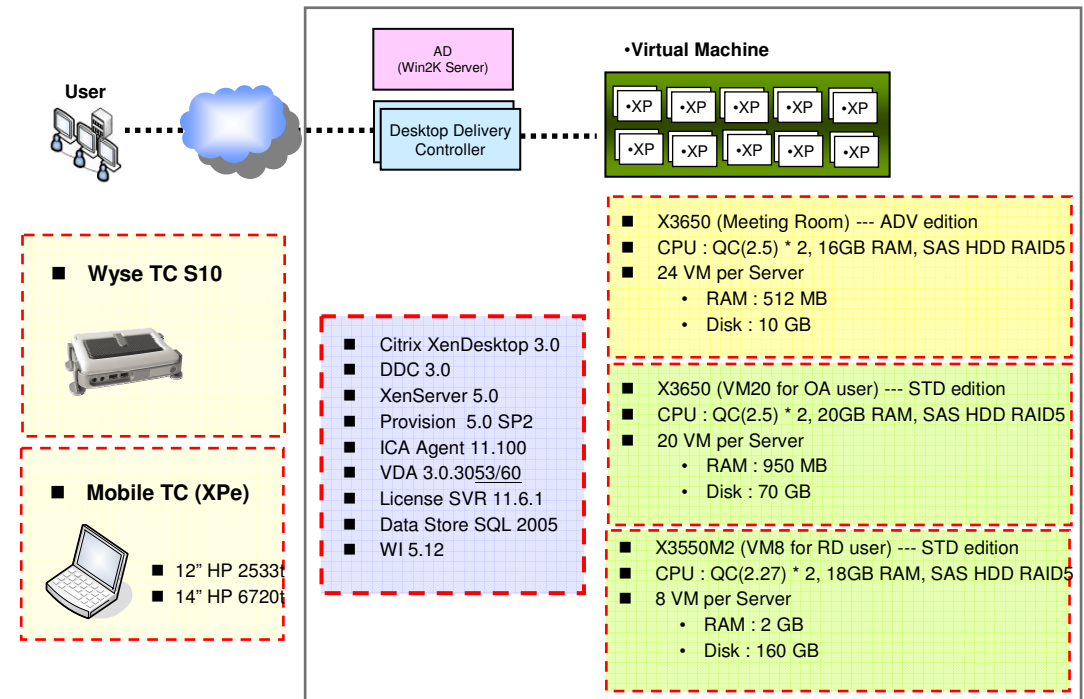 User
AD
(Win2K Server)
Desktop Delivery
Controller
•Virtual Machine
•XP •XP •XP •XP •XP
•XP •XP •XP •XP •XP
■ Wyse TC S10
■ Mobile TC (XPe)
■ 12” HP 2533t
■ 14” HP 6720t
■ Citrix XenDesktop 3.0
■ DDC 3.0
■ XenServer 5.0
■ Provision 5.0 SP2
■ ICA Agent 11.100
■ VDA 3.0.3053/60
■ License SVR 11.6.1
■ Data Store SQL 2005
■ WI 5.12
■ X3650 (Meeting Room) --- ADV edition
■ CPU : QC(2.5) * 2, 16GB RAM, SAS HDD RAID5
■ 24 VM per Server
• RAM : 512 MB
• Disk : 10 GB
■ X3650 (VM20 for OA user) --- STD edition
■ CPU : QC(2.5) * 2, 20GB RAM, SAS HDD RAID5
■ 20 VM per Server
• RAM : 950 MB
• Disk : 70 GB
■ X3550M2 (VM8 for RD user) --- STD edition
■ CPU : QC(2.27) * 2, 18GB RAM, SAS HDD RAID5
■ 8 VM per Server
• RAM : 2 GB
• Disk : 160 GB